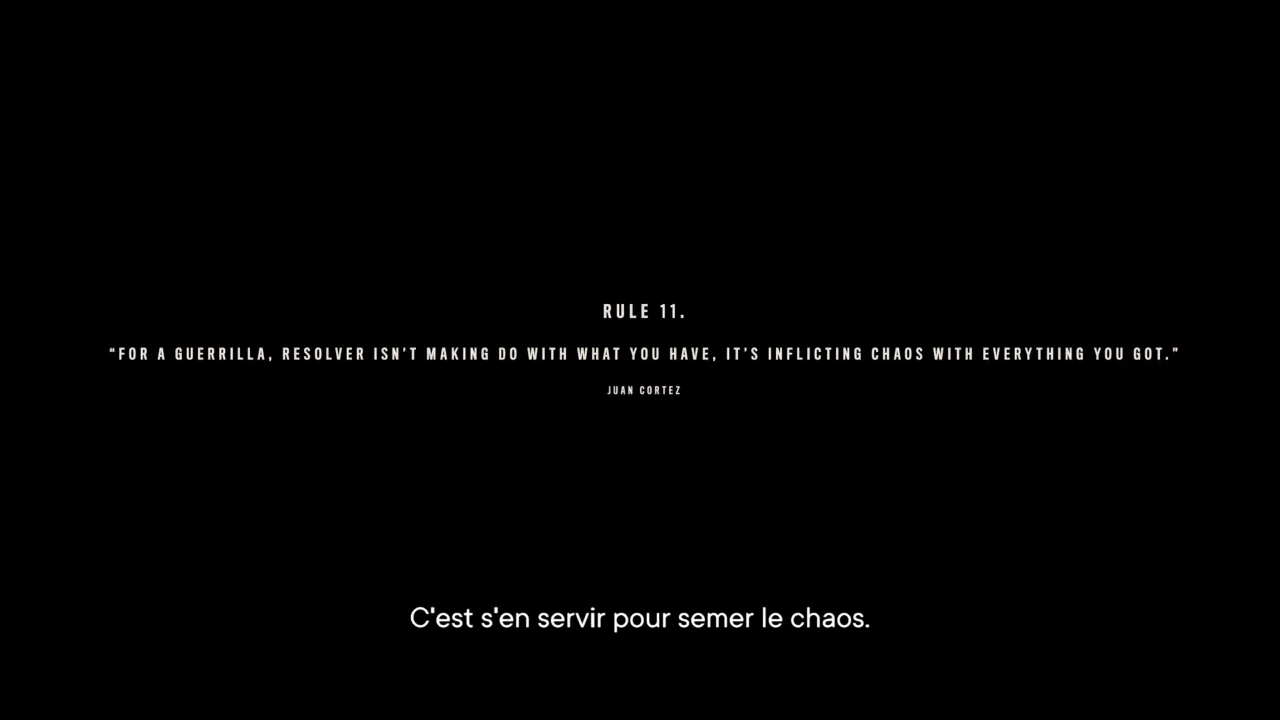 RULE 11.
“FOR A GUERRILLA, RESOLVER ISN'T MAKING DO WITH WHAT YOU HAVE, IT'S INFLICTING CHAOS WITH EVERYTHING YOU GOT.”
JUAN CORTEZ
C'est s'en servir pour semer le chaos.